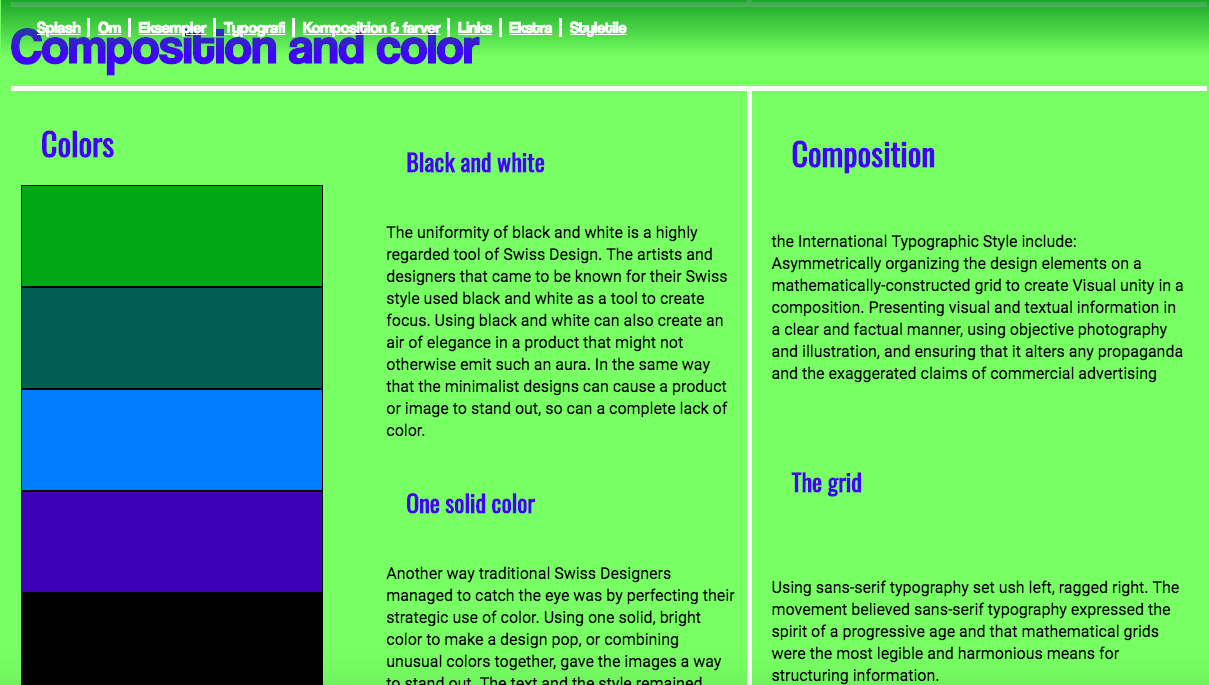 Splash | Om | Eksempler | Typografi | Komposition & farver | Links | Ekstra | Styletile
Composition and color
Colors
Black and white
The uniformity of black and white is a highly
regarded tool of Swiss Design. The artists and
designers that came to be known for their Swiss
style used black and white as a tool to create
focus. Using black and white can also create an
air of elegance in a product that might not
otherwise emit such an aura. In the same way
that the minimalist designs can cause a product
or image to stand out, so can a complete lack of
color.
One solid color
Another way traditional Swiss Designers
managed to catch the eye was by perfecting their
strategic use of color. Using one solid, bright
color to make a design pop, or combining
unusual colors together, gave the images a way
to stand out. The text and the style remained
Composition
the International Typographic Style include:
Asymmetrically organizing the design elements on a
mathematically-constructed grid to create Visual unity in a
composition. Presenting visual and textual information in
a clear and factual manner, using objective photography
and illustration, and ensuring that it alters any propaganda
and the exaggerated claims of commercial advertising
The grid
Using sans-serif typography set ush left, ragged right. The
movement believed sans-serif typography expressed the
spirit of a progressive age and that mathematical grids
were the most legible and harmonious means for
structuring information.